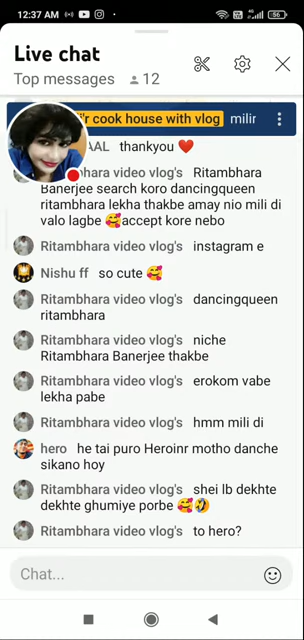 12:37 AM
56
Live chat
Top messages 12
'r cook house with vlog milir
AAL thankyou ❤️
hara video vlog's Ritambhara
Banerjee search koro dancingqueen
ritambhara lekha thakbe amay nio mili di
valo lagbe 🥰accept kore nebo
Ritambhara video vlog's instagram e
Nishu ff so cute 🥰
Ritambhara video vlog's dancingqueen
ritambhara
Ritambhara video vlog's niche
Ritambhara Banerjee thakbe
Ritambhara video vlog's erokom vabe
lekha pabe
Ritambhara video vlog's hmm mili di
hero he tai puro Heroinr motho danche
sikano hoy
Ritambhara video vlog's shei lb dekhte
dekhte ghumiye porbe 🥰🤣
Ritambhara video vlog's to hero?
Chat...